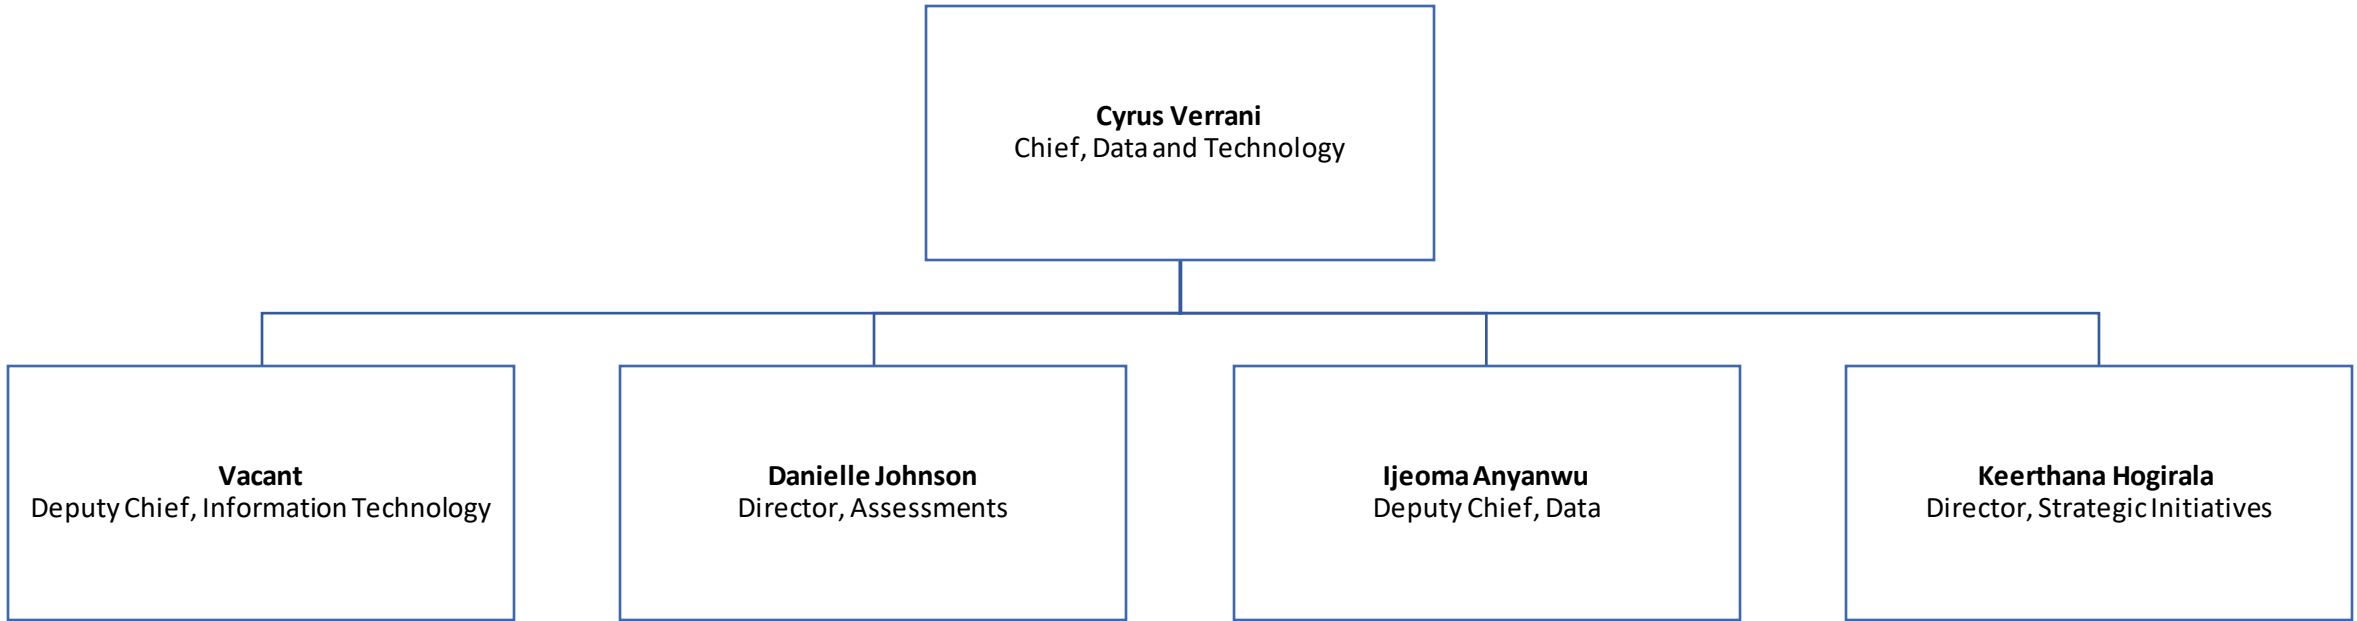 Cyrus Verrani
Chief, Data and Technology
Vacant
Deputy Chief, Information Technology
Danielle Johnson
Director, Assessments
Ijeoma Anyanwu
Deputy Chief, Data
Keerthana Hogirala
Director, Strategic Initiatives